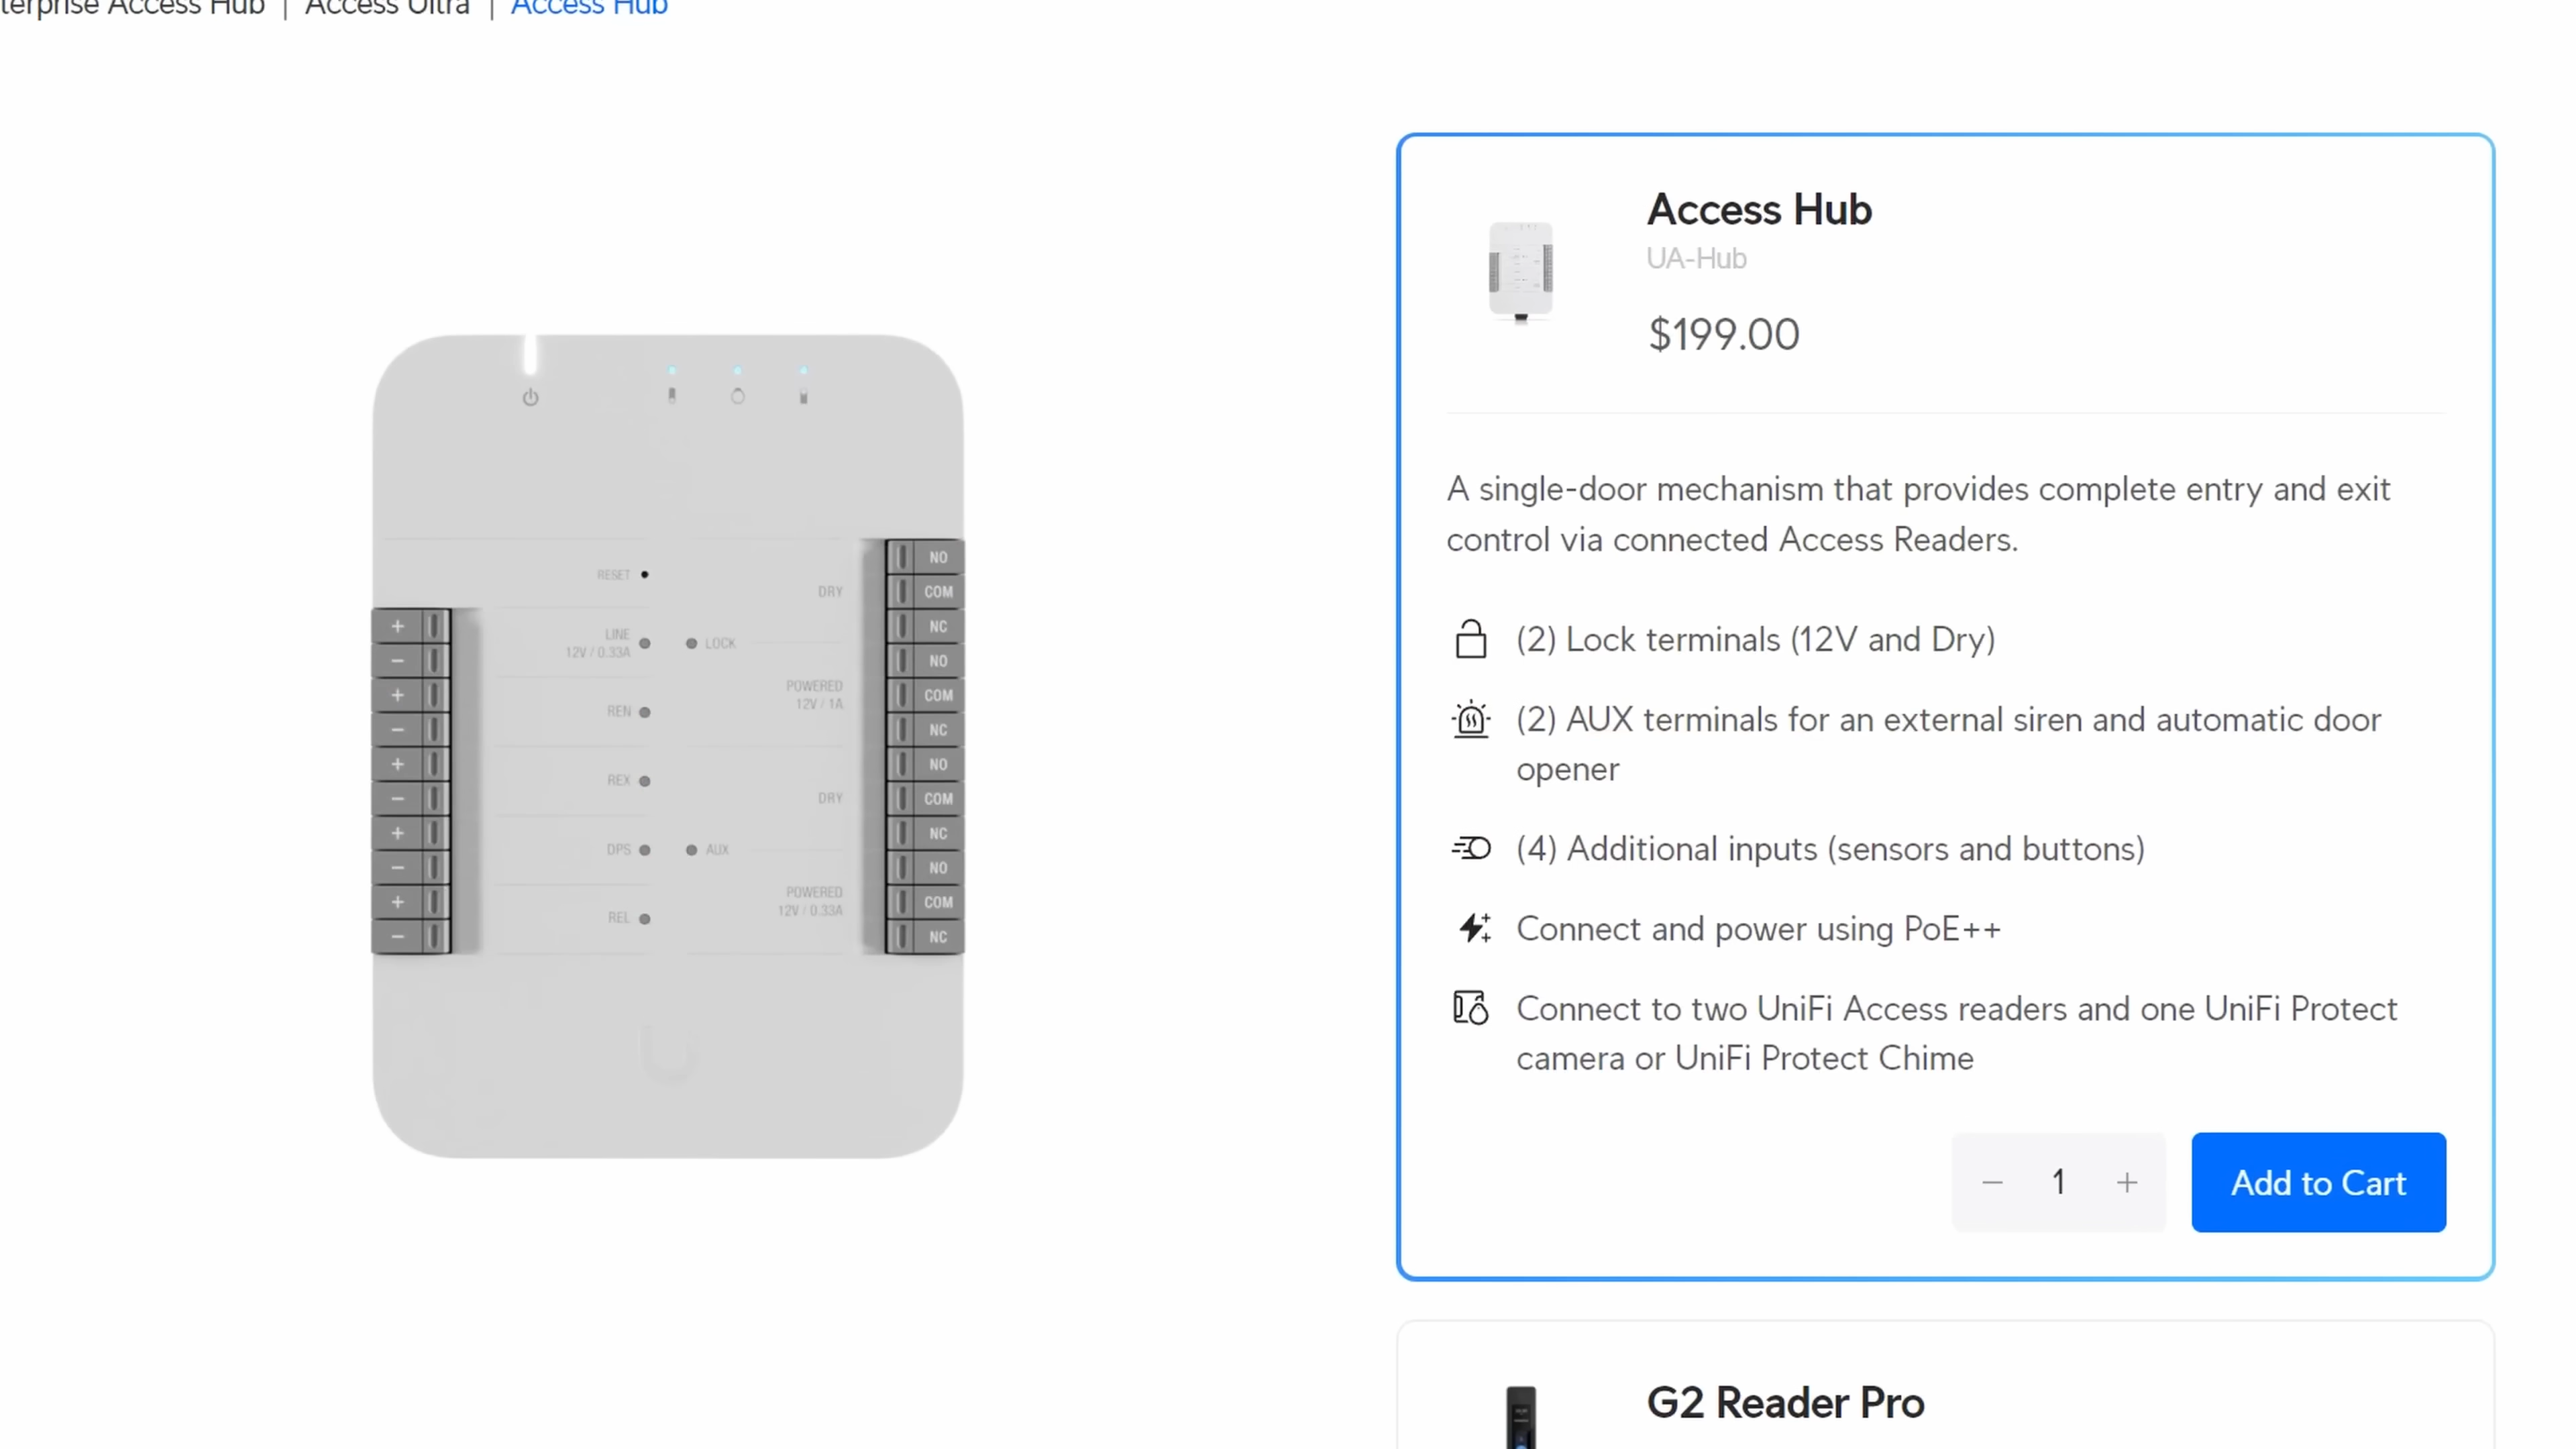 terprise Access Hub | Access Ultra | Access Hub
Access Hub
UA-Hub
$199.00
A single-door mechanism that provides complete entry and exit
control via connected Access Readers.
(2) Lock terminals (12V and Dry)
(2) AUX terminals for an external siren and automatic door
opener
(4) Additional inputs (sensors and buttons)
Connect and power using PoE++
Connect to two UniFi Access readers and one UniFi Protect
camera or UniFi Protect Chime
− 1 +
Add to Cart
G2 Reader Pro
RESET
LINE
12V / 0.33A
REN
REX
DPS
REL
LOCK
AUX
DRY
POWERED
12V / 1A
DRY
POWERED
12V / 0.33A
+
−
+
−
+
−
+
−
+
−
NO
COM
NC
NO
COM
NC
NO
COM
NC
NO
COM
NC